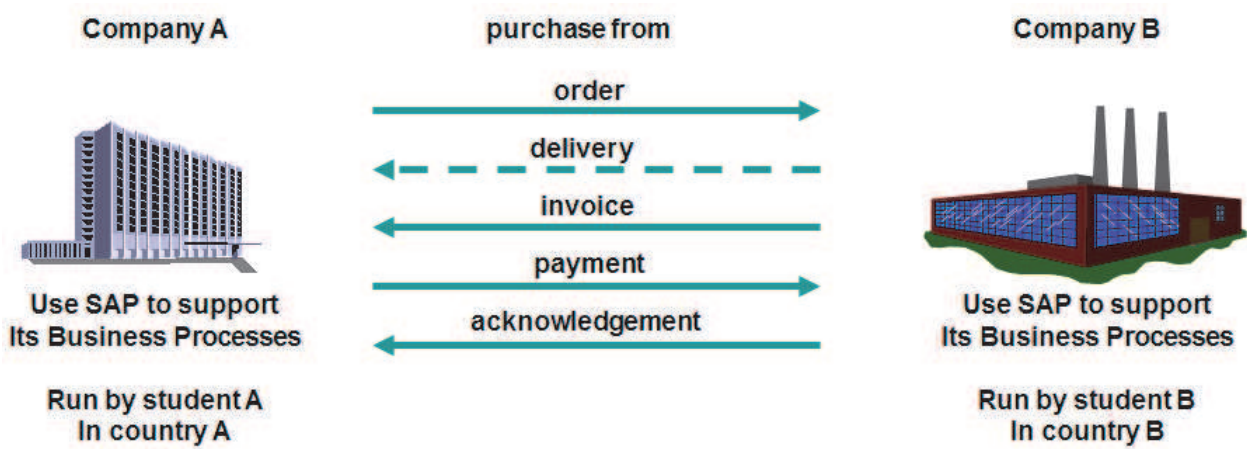 Company A
purchase from
Company B
order
delivery
invoice
payment
acknowledgement
Use SAP to support
Its Business Processes
Use SAP to support
Its Business Processes
Run by student A
In country A
Run by student B
In country B